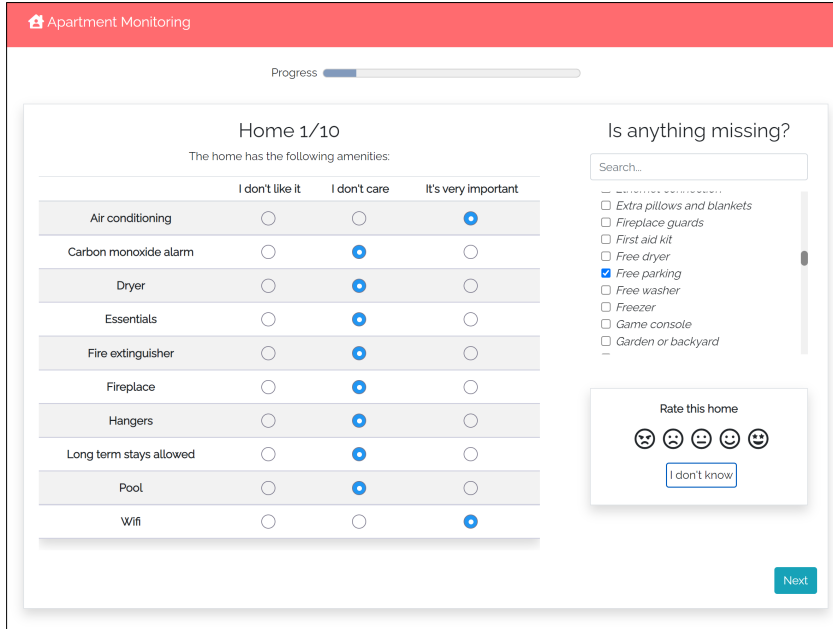 Apartment Monitoring
Progress
Home 1/10
The home has the following amenities:
I don't like it I don't care It's very important
Air conditioning
Carbon monoxide alarm
Dryer
Essentials
Fire extinguisher
Fireplace
Hangers
Long term stays allowed
Pool
Wifi
Is anything missing?
Search...
Extra pillows and blankets
Fireplace guards
First aid kit
Free dryer
Free parking
Free washer
Freezer
Game console
Garden or backyard
Rate this home
I don't know
Next